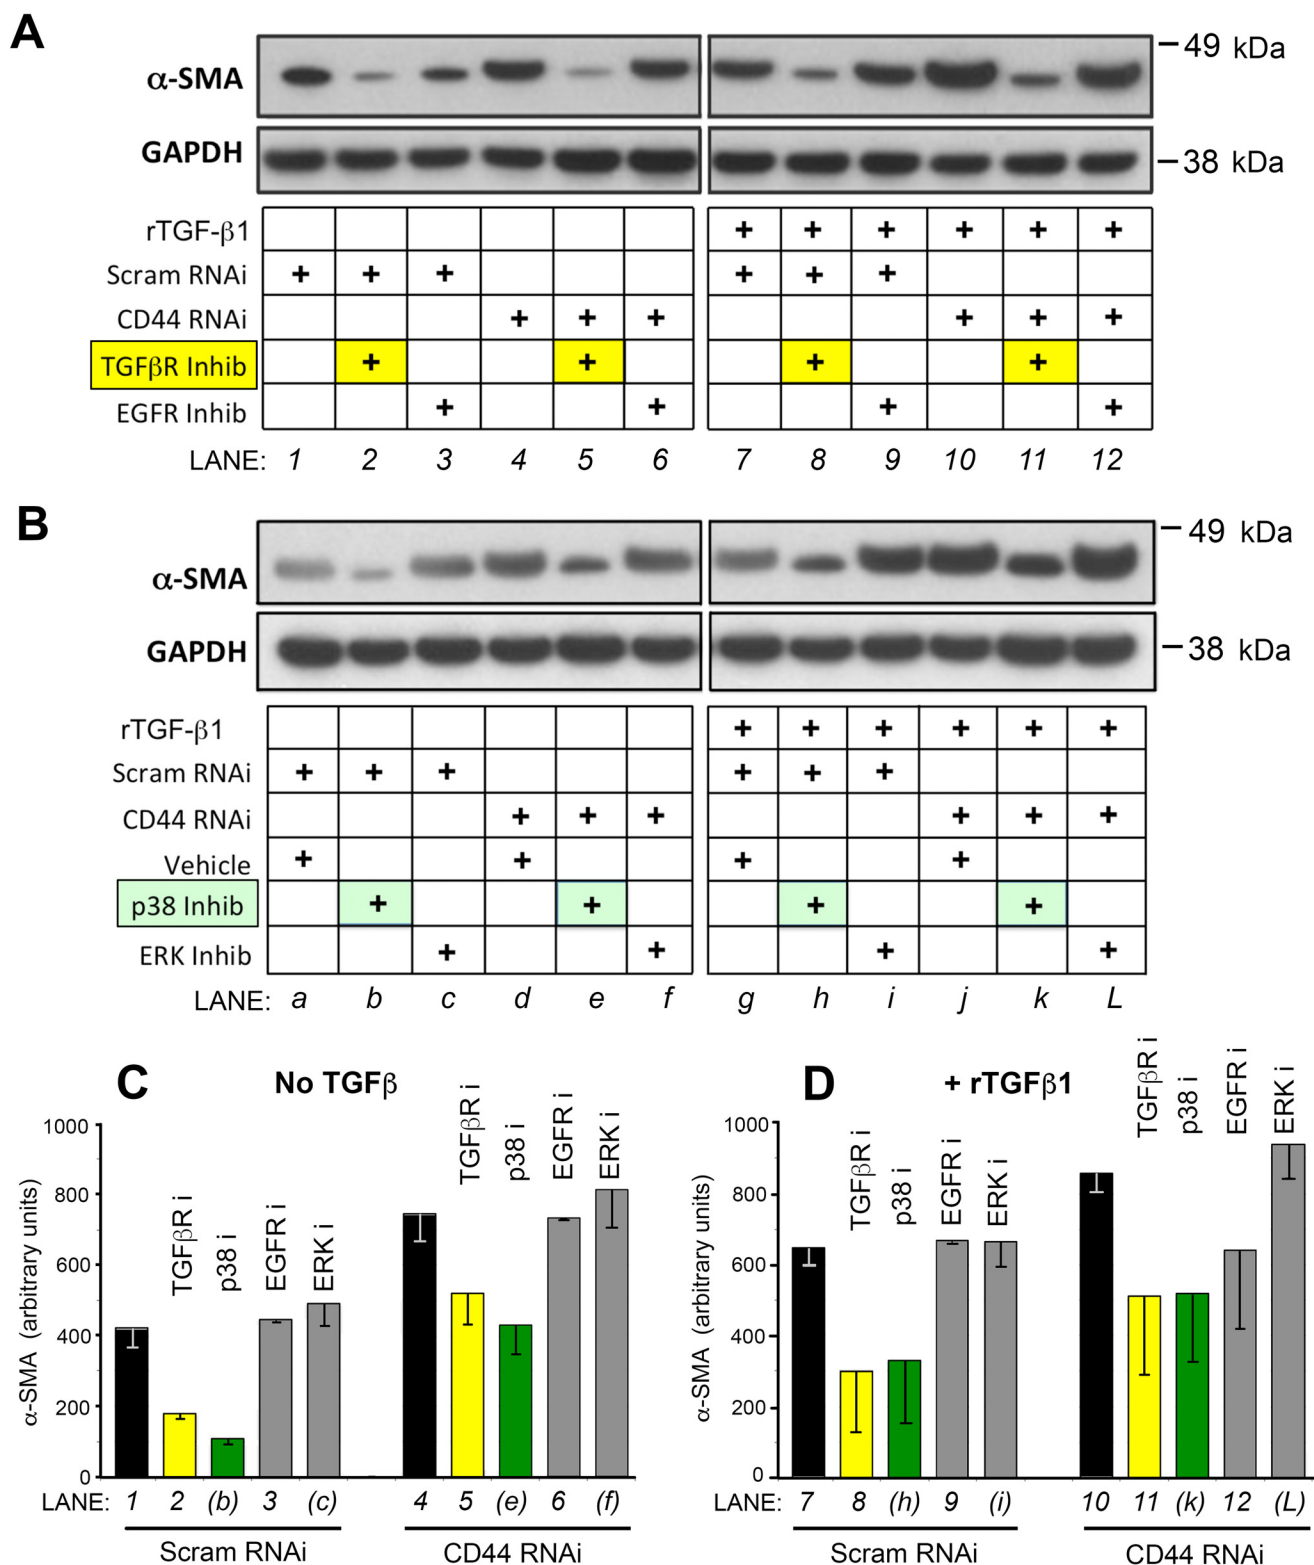 A
α-SMA
49 kDa
GAPDH
38 kDa
rTGF-β1 + + + + + +
Scram RNAi + + + + + +
CD44 RNAi + + + + + +
TGFβR Inhib + + + +
EGFR Inhib + + + +
LANE: 1 2 3 4 5 6 7 8 9 10 11 12
B
α-SMA
49 kDa
GAPDH
38 kDa
rTGF-β1 + + + + + +
Scram RNAi + + + + + +
CD44 RNAi + + + + + +
Vehicle + + + +
p38 Inhib + + + +
ERK Inhib + + + +
LANE: a b c d e f g h i j k L
C
No TGFβ
α-SMA (arbitrary units)
1000
800
600
400
200
0
TGFβR i
p38 i
EGFR i
ERK i
TGFβR i
p38 i
EGFR i
ERK i
LANE: 1 2 (b) 3 (c) 4 5 (e) 6 (f)
Scram RNAi CD44 RNAi
D
+ rTGFβ1
α-SMA (arbitrary units)
1000
800
600
400
200
0
TGFβR i
p38 i
EGFR i
ERK i
TGFβR i
p38 i
EGFR i
ERK i
LANE: 7 8 (h) 9 (i) 10 11 (k) 12 (L)
Scram RNAi CD44 RNAi